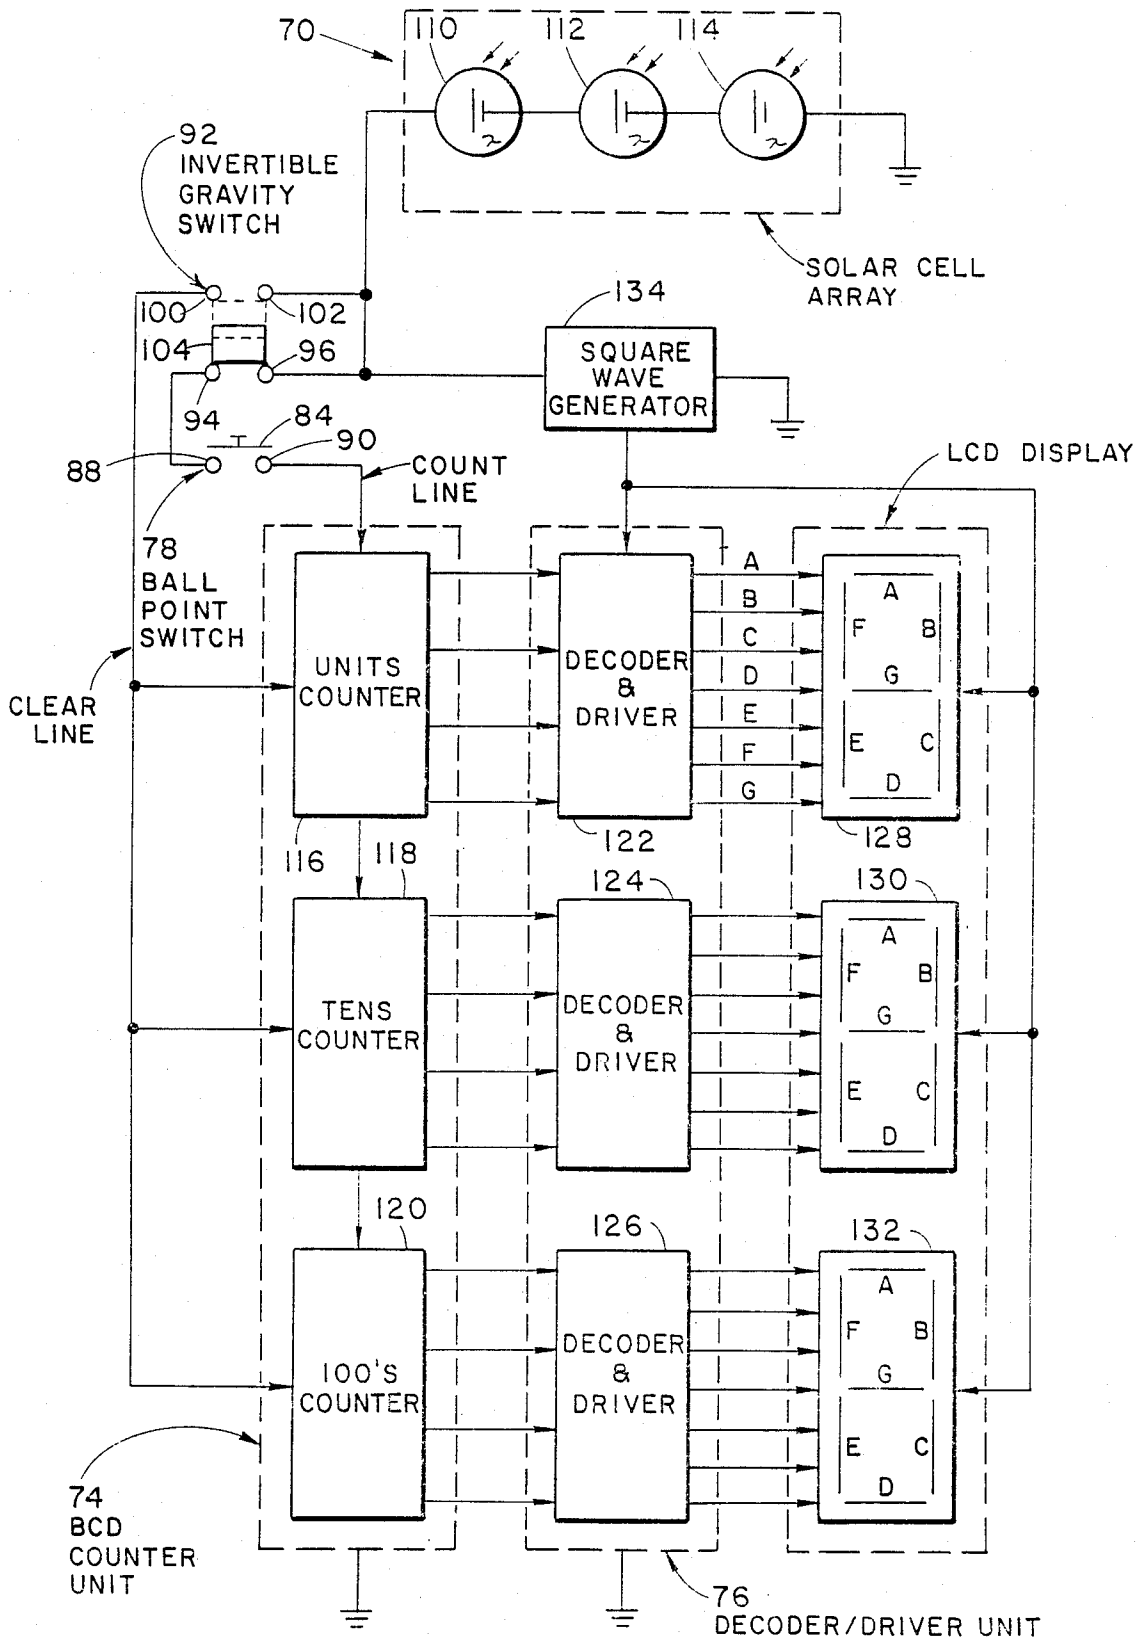 70
110
112
114
92
INVERTIBLE
GRAVITY
SWITCH
SOLAR CELL
ARRAY
100
102
134
104
96
SQUARE
WAVE
GENERATOR
94
84
90
88
COUNT
LINE
LCD DISPLAY
78
BALL
POINT
SWITCH
CLEAR
LINE
UNITS
COUNTER
DECODER
&
DRIVER
A
B
C
D
E
F
G
A
F B
G
E C
D
116
118
122
128
124
130
TENS
COUNTER
DECODER
&
DRIVER
A
F B
G
E C
D
120
126
132
100'S
COUNTER
DECODER
&
DRIVER
A
F B
G
E C
D
74
BCD
COUNTER
UNIT
76
DECODER/DRIVER UNIT